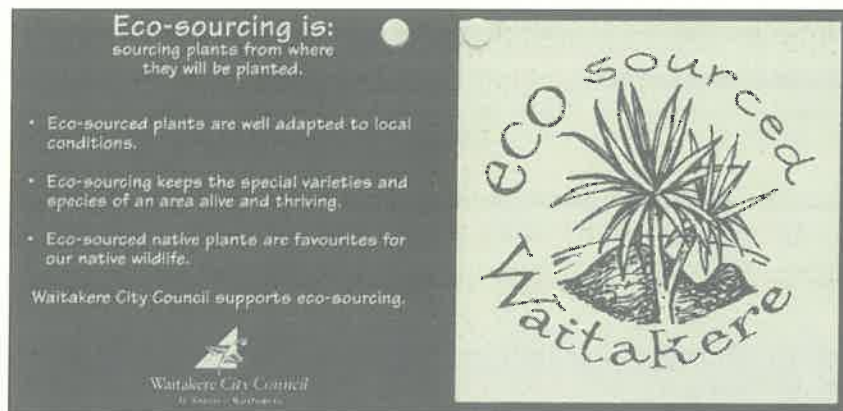 Eco-sourcing is:
sourcing plants from where
they will be planted.
• Eco-sourced plants are well adapted to local
conditions.
• Eco-sourcing keeps the special varieties and
species of an area alive and thriving.
• Eco-sourced native plants are favourites for
our native wildlife.
Waitakere City Council supports eco-sourcing.
Waitakere City Council
eco sourced
Waitakere